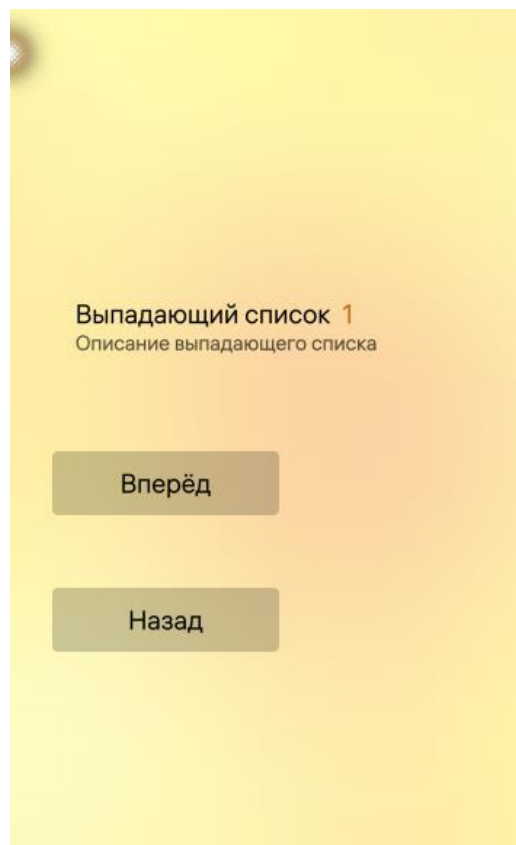 Выпадающий список 1
Описание выпадающего списка
Вперёд
Назад